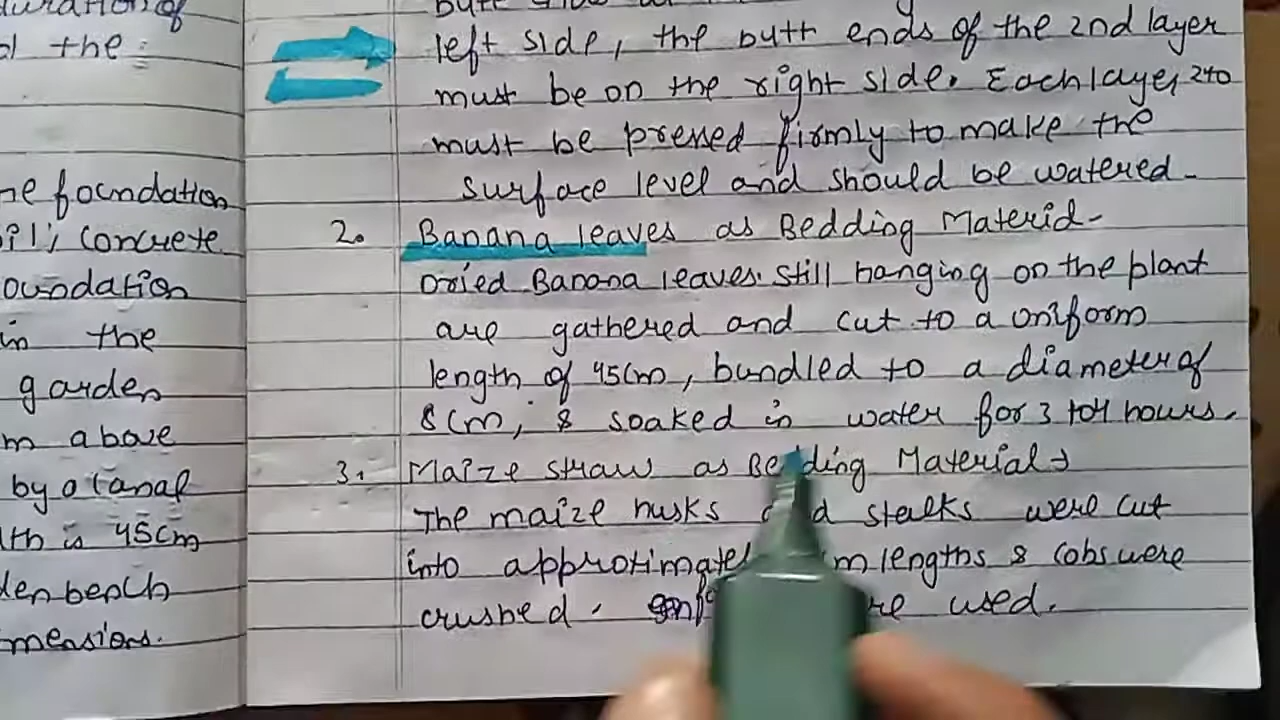 duration of
the
he foundation
concrete
oundation
in the
garden
m above
by a canal
th is 45cm
den bench
mensions.
left side, the butt ends of the 2nd layer
must be on the right side. Each layer 2to
must be pressed firmly to make the
surface level and should be watered-
2. Banana leaves as Bedding Material-
Dried Banana leaves still hanging on the plant
are gathered and cut to a uniform
length of 45cm, bundled to a diameter of
8cm, & soaked in water for 3 to4 hours.
3. Maize straw as Bedding Material →
The maize husks stalks were cut
into lengths & cobs were
crushed. used.